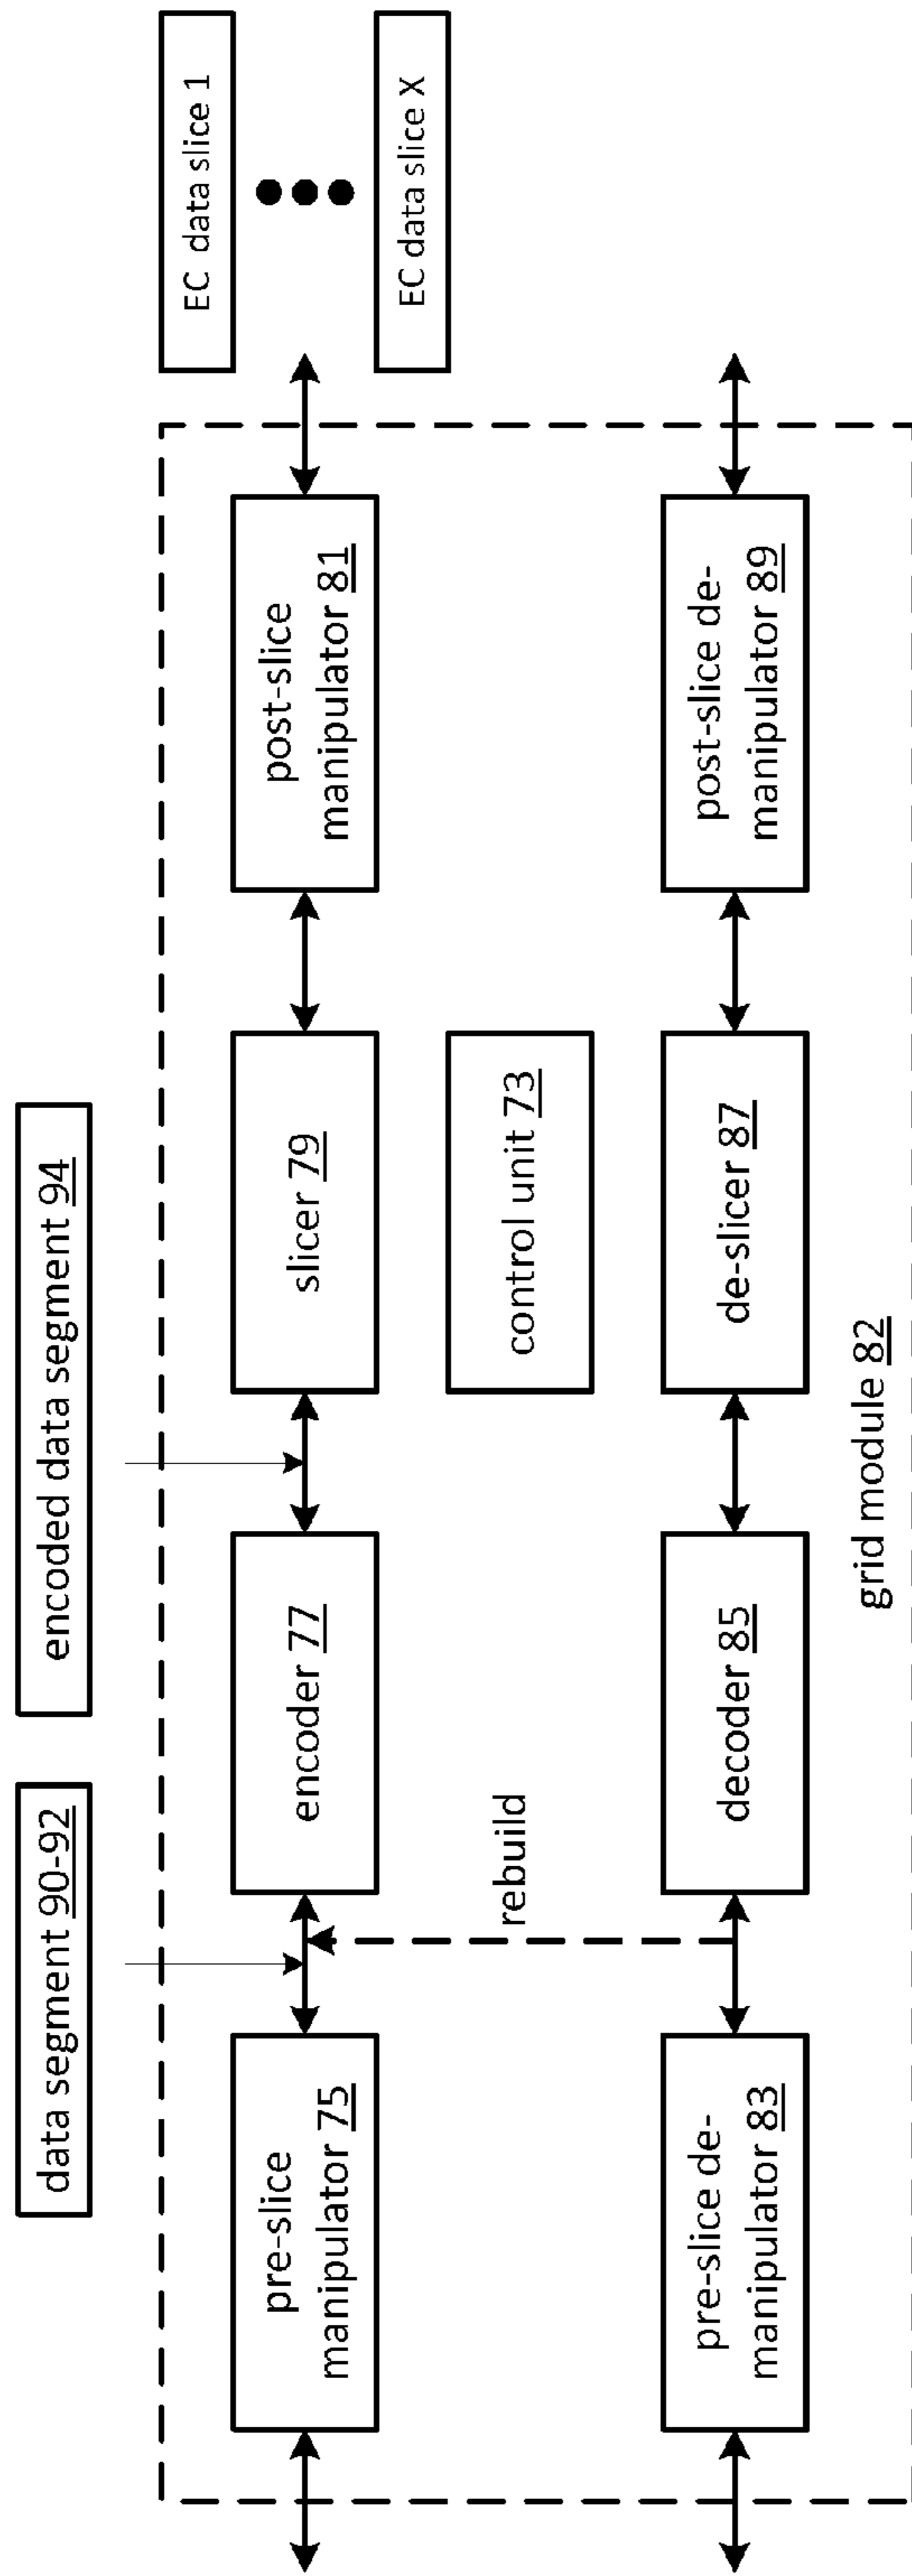 data segment 90-92
encoded data segment 94
pre-slice
manipulator 75
encoder 77
slicer 79
post-slice
manipulator 81
EC data slice 1
EC data slice X
rebuild
control unit 73
pre-slice de-
manipulator 83
decoder 85
de-slicer 87
post-slice de-
manipulator 89
grid module 82